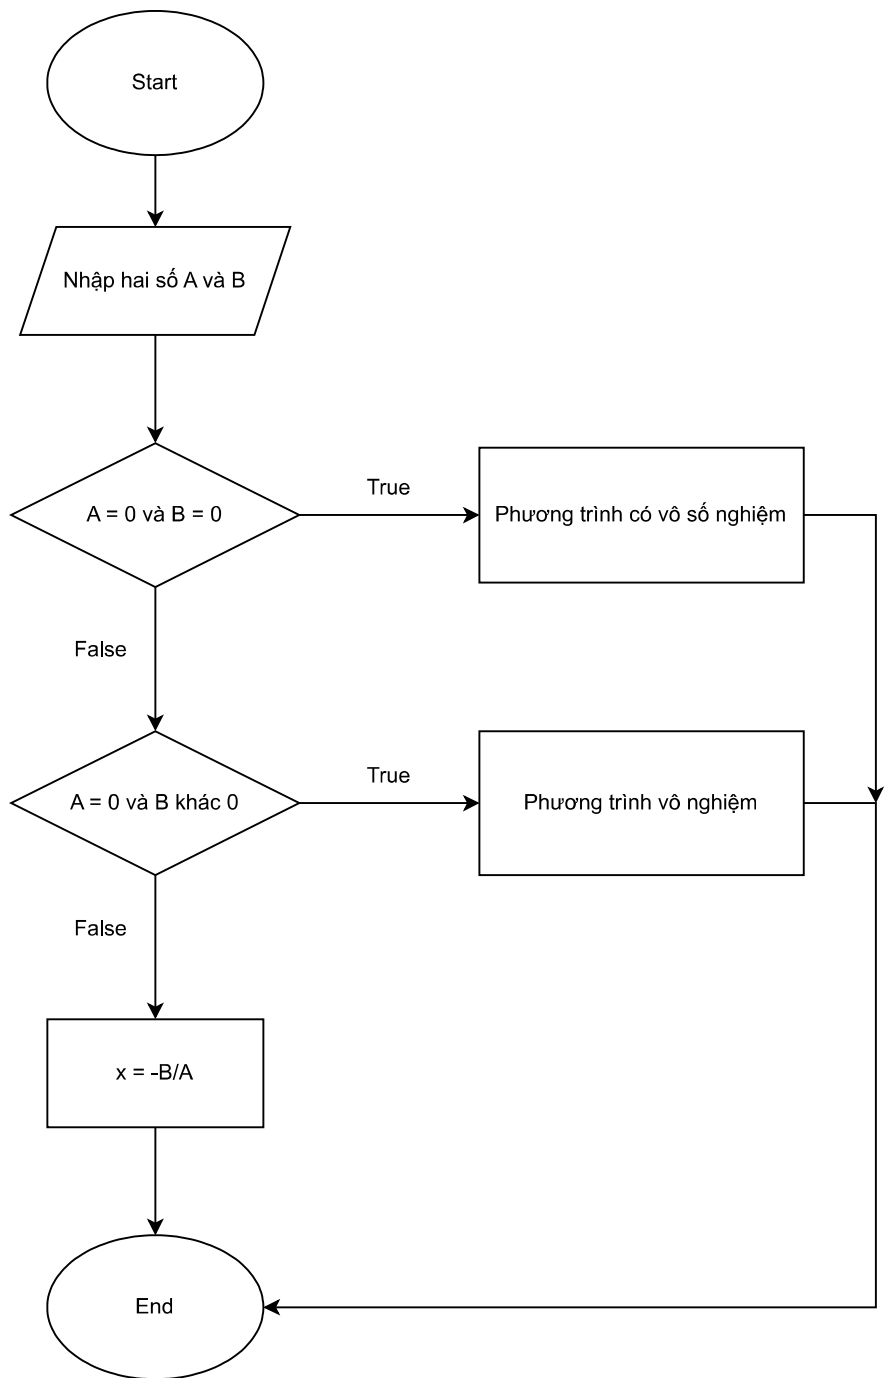 Start
Nhập hai số A và B
A = 0 và B = 0
True
Phương trình có vô số nghiệm
False
A = 0 và B khác 0
True
Phương trình vô nghiệm
False
x = -B/A
End